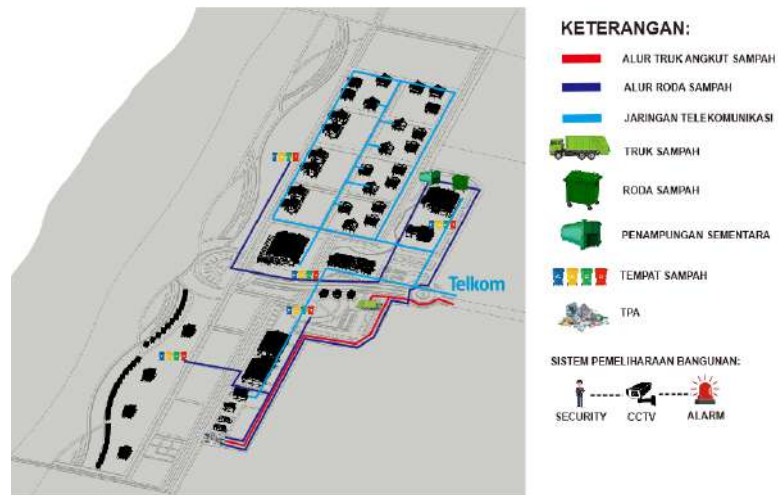 KETERANGAN:
ALUR TRUK ANGKUT SAMPAH
ALUR RODA SAMPAH
JARINGAN TELEKOMUNIKASI
TRUK SAMPAH
RODA SAMPAH
PENAMPUNGAN SEMENTARA
TEMPAT SAMPAH
TPA
SISTEM PEMELIHARAAN BANGUNAN:
SECURITY CCTV ALARM
Telkom